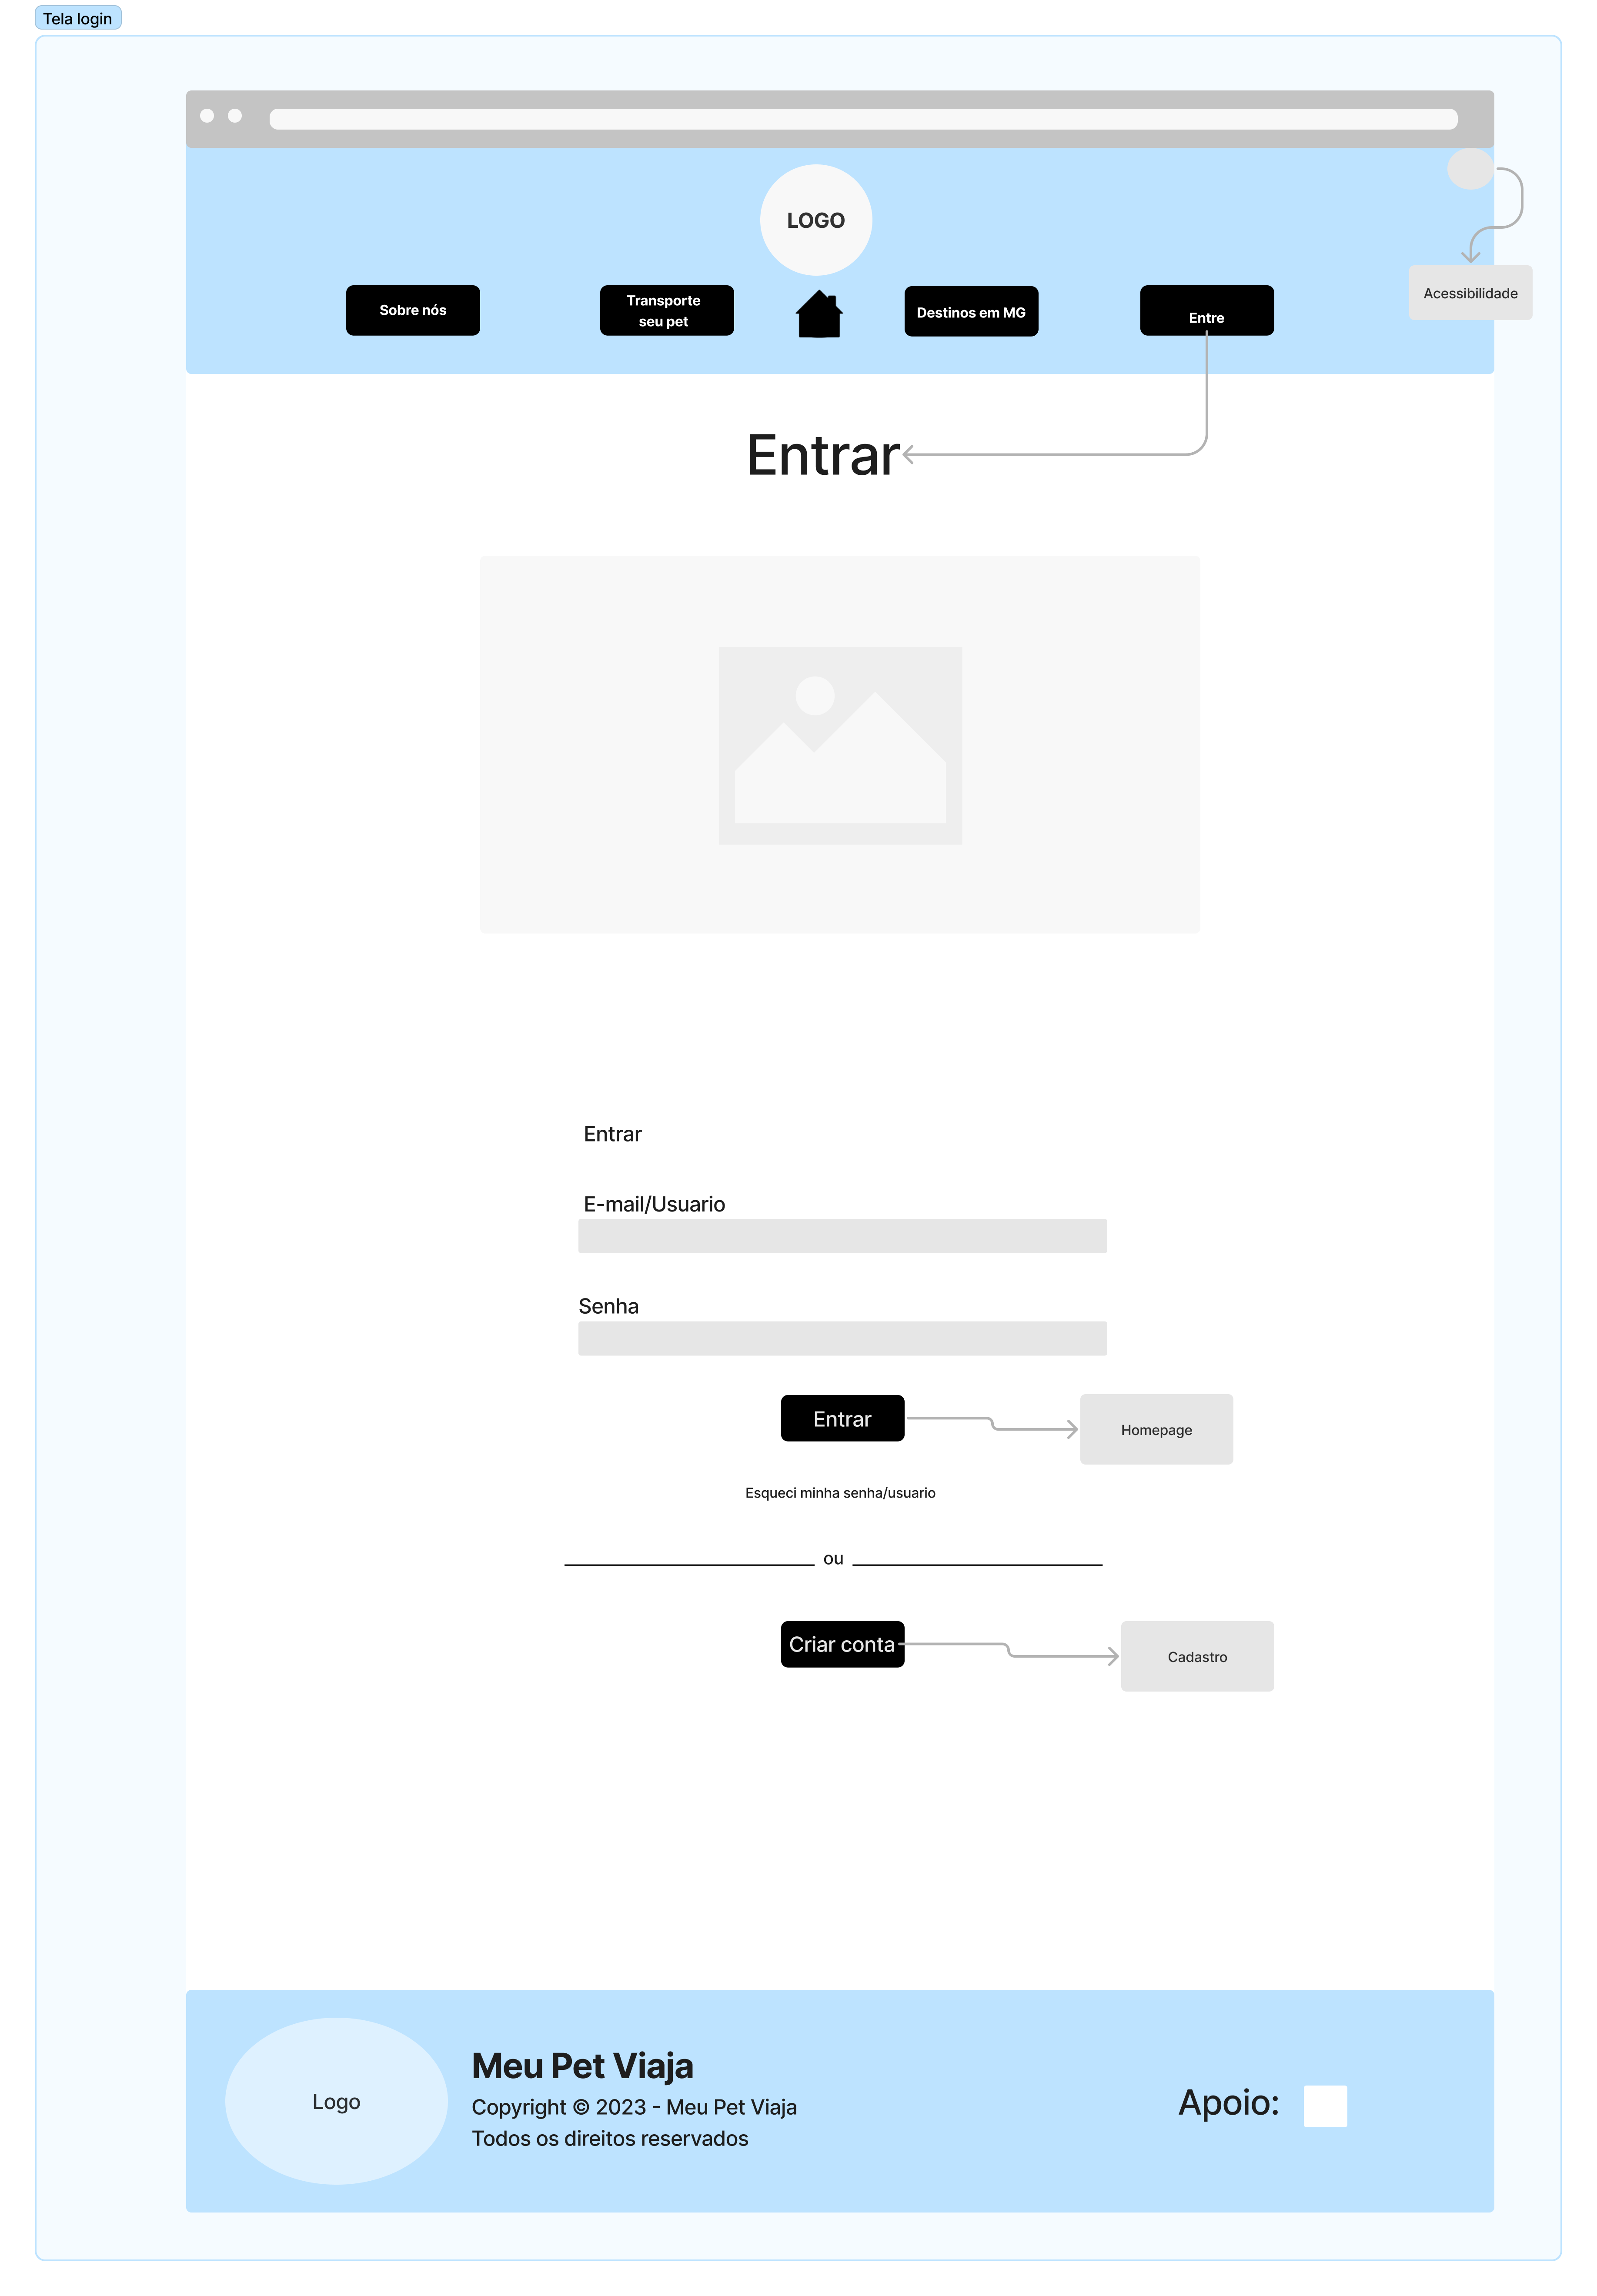 Tela login
LOGO
Sobre nós
Transporte
seu pet
Destinos em MG
Entre
Acessibilidade
Entrar
Entrar
E-mail/Usuario
Senha
Entrar
Homepage
Esqueci minha senha/usuario
ou
Criar conta
Cadastro
Logo
Meu Pet Viaja
Copyright © 2023 - Meu Pet Viaja
Todos os direitos reservados
Apoio: